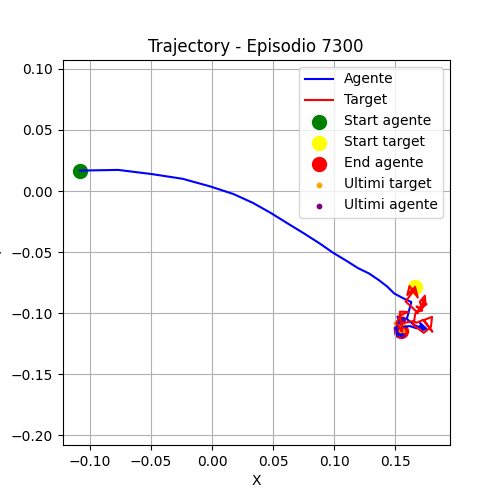 Trajectory - Episodio 7300
Agente
Target
Start agente
Start target
End agente
Ultimi target
Ultimi agente
0.10
0.05
0.00
−0.05
−0.10
−0.15
−0.20
−0.10
−0.05
0.00
0.05
0.10
0.15
X